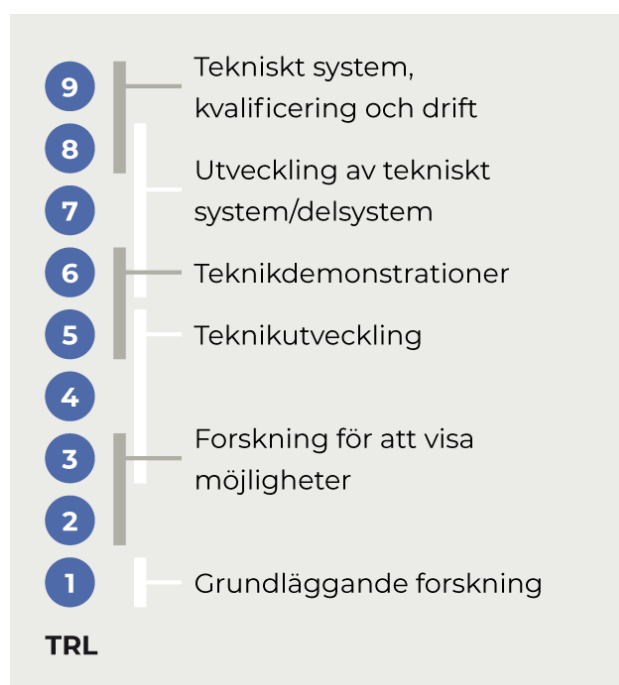 9
Tekniskt system,
kvalificering och drift
8
Utveckling av tekniskt
system/delsystem
7
6
Teknikdemonstrationer
5
Teknikutveckling
4
3
Forskning för att visa
möjligheter
2
1
Grundläggande forskning
TRL